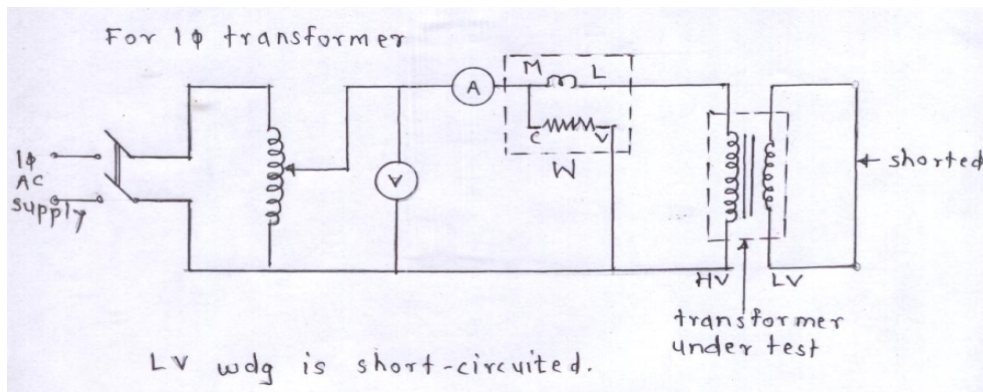 For 1φ transformer
M L
A
C V
W
1φ
AC
supply
V
shorted
HV LV
transformer
under test
LV wdg is short-circuited.